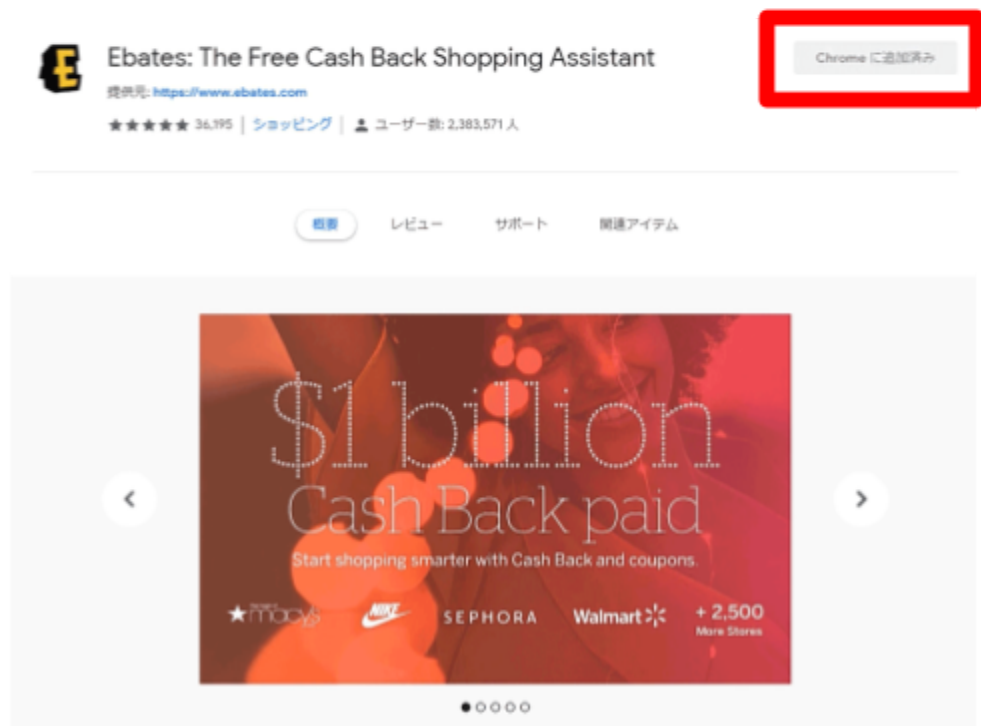 Ebates: The Free Cash Back Shopping Assistant
Chrome に追加済み
提供元: https://www.ebates.com
★★★★★ 36,195 | ショッピング | ユーザー数: 2,383,571 人
概要 レビュー サポート 関連アイテム
$1 billion
Cash Back paid
Start shopping smarter with Cash Back and coupons.
★macy's NIKE SEPHORA Walmart + 2,500
More Stores